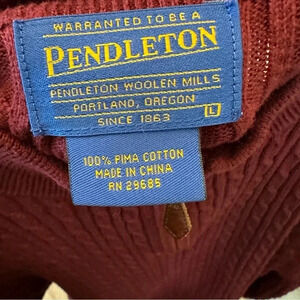 WARRANTED TO BE A
PENDLETON
PENDLETON WOOLEN MILLS
PORTLAND, OREGON
SINCE 1863
L
100% PIMA COTTON
MADE IN CHINA
RN 29685